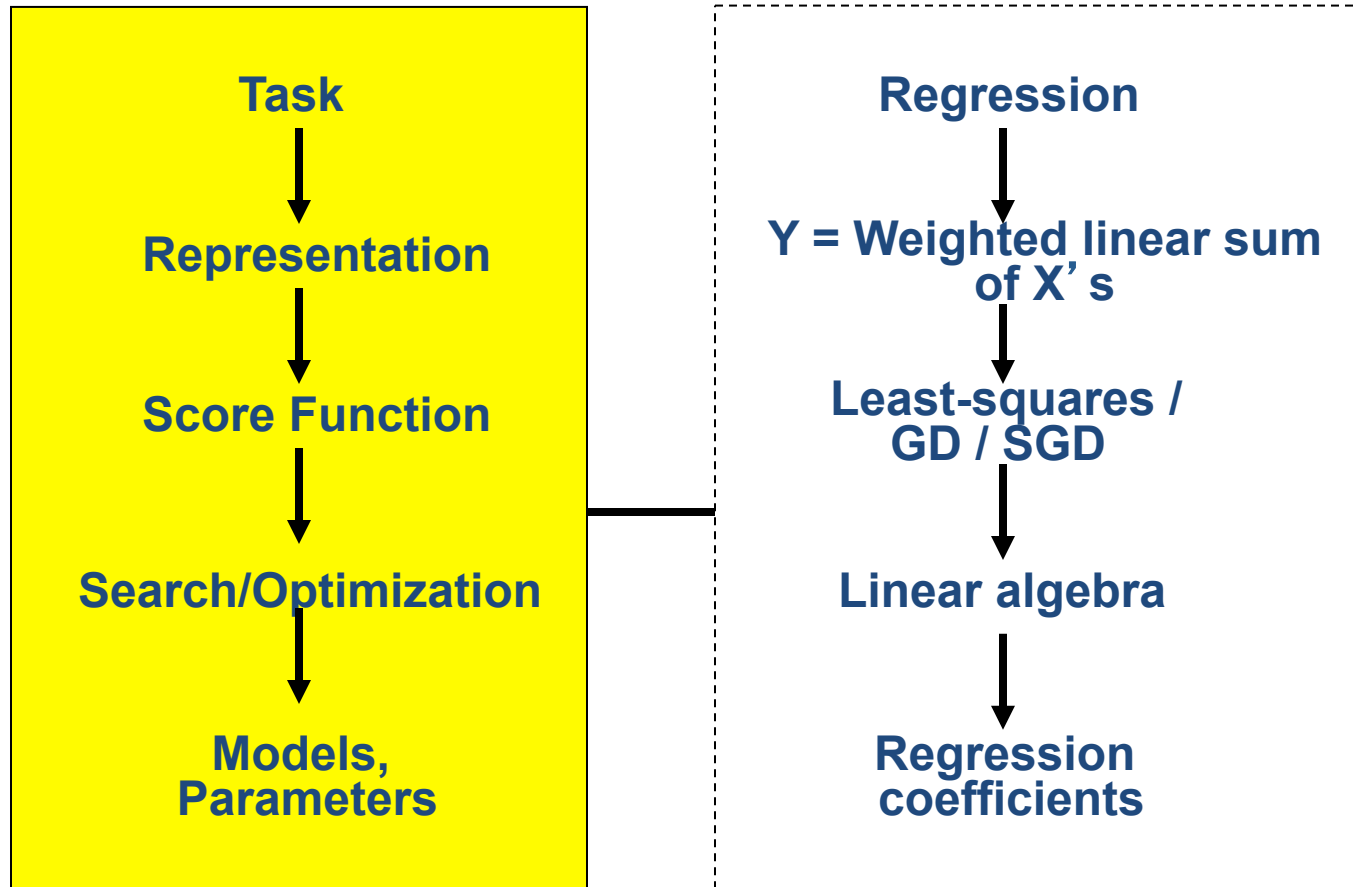 Task
Representation
Score Function
Search/Optimization
Models,
Parameters
Regression
Y = Weighted linear sum
of X’s
Least-squares /
GD / SGD
Linear algebra
Regression
coefficients